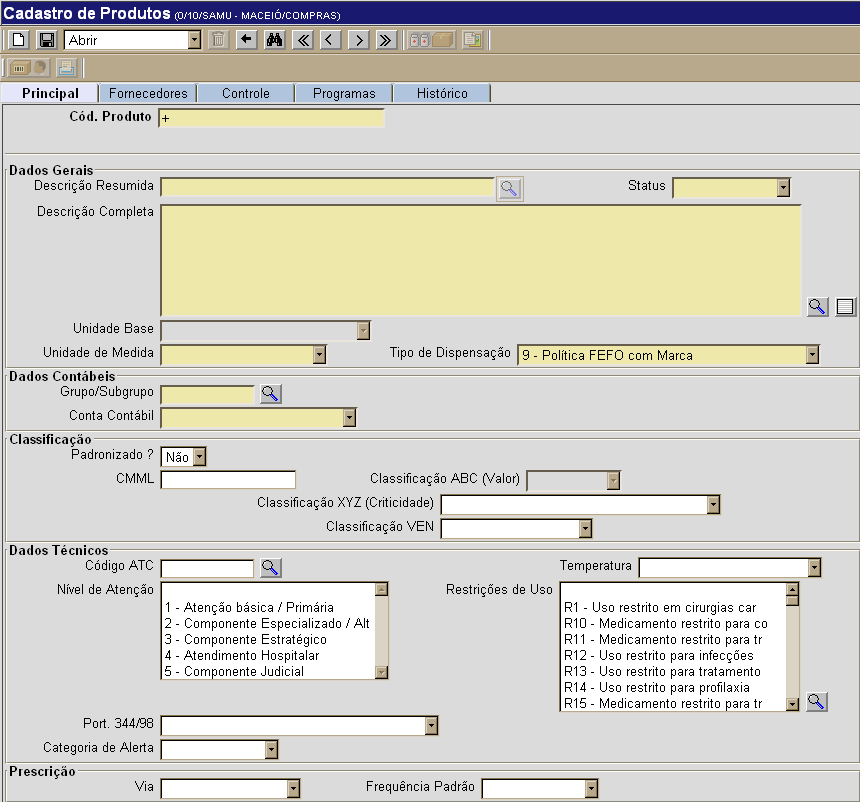 Cadastro de Produtos (0/10/SAMU - MACEIÓ/COMPRAS)
Abrir
Principal Fornecedores Controle Programas Histórico
Cód. Produto +
Dados Gerais
Descrição Resumida Status
Descrição Completa
Unidade Base
Unidade de Medida Tipo de Dispensação 9 - Política FEFO com Marca
Dados Contábeis
Grupo/Subgrupo
Conta Contábil
Classificação
Padronizado ? Não
CMML Classificação ABC (Valor)
Classificação XYZ (Criticidade)
Classificação VEN
Dados Técnicos
Código ATC Temperatura
Nível de Atenção Restrições de Uso
1 - Atenção básica / Primária R1 - Uso restrito em cirurgias car
2 - Componente Especializado / Alt R10 - Medicamento restrito para co
3 - Componente Estratégico R11 - Medicamento restrito para tr
4 - Atendimento Hospitalar R12 - Uso restrito para infecções
5 - Componente Judicial R13 - Uso restrito para tratamento
R14 - Uso restrito para profilaxia
R15 - Medicamento restrito para tr
Port. 344/98
Categoria de Alerta
Prescrição
Via Frequência Padrão